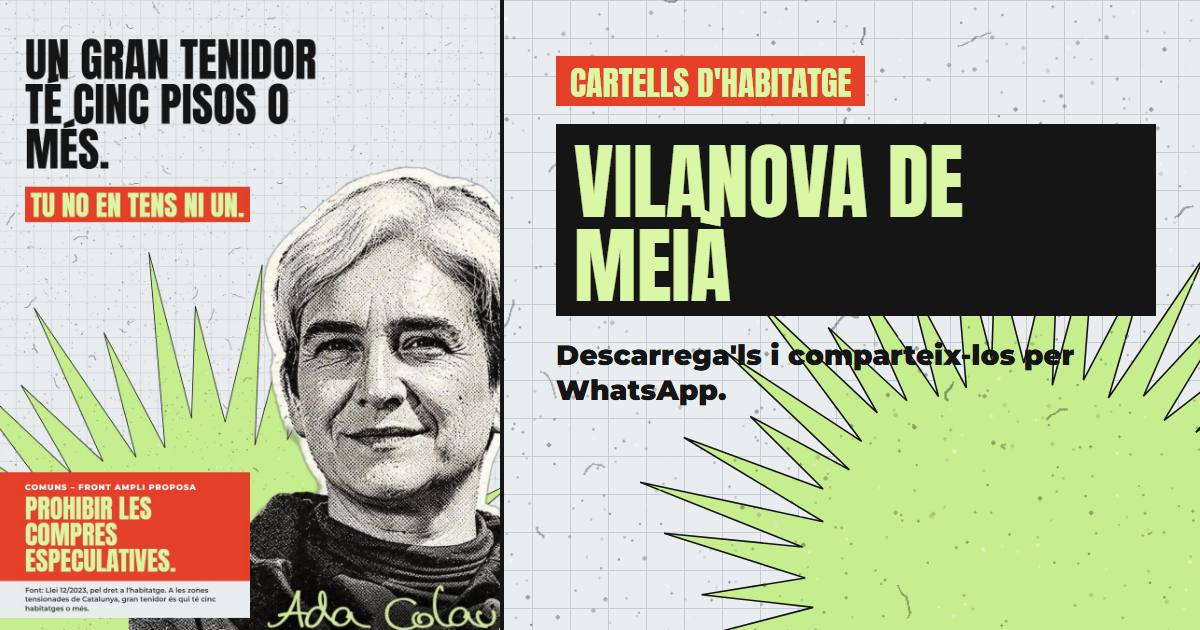 UN GRAN TENIDOR
TÉ CINC PISOS O
MÉS.
TU NO EN TENS NI UN.
COMUNS – FRONT AMPLI PROPOSA
PROHIBIR LES
COMPRES
ESPECULATIVES.
Font: Llei 12/2023, pel dret a l'habitatge. A les zones
tensionades de Catalunya, gran tenidor és qui té cinc
habitatges o més.
Ada Colau
CARTELLS D'HABITATGE
VILANOVA DE
MEIÀ
Descarrega'ls i comparteix-los per
WhatsApp.